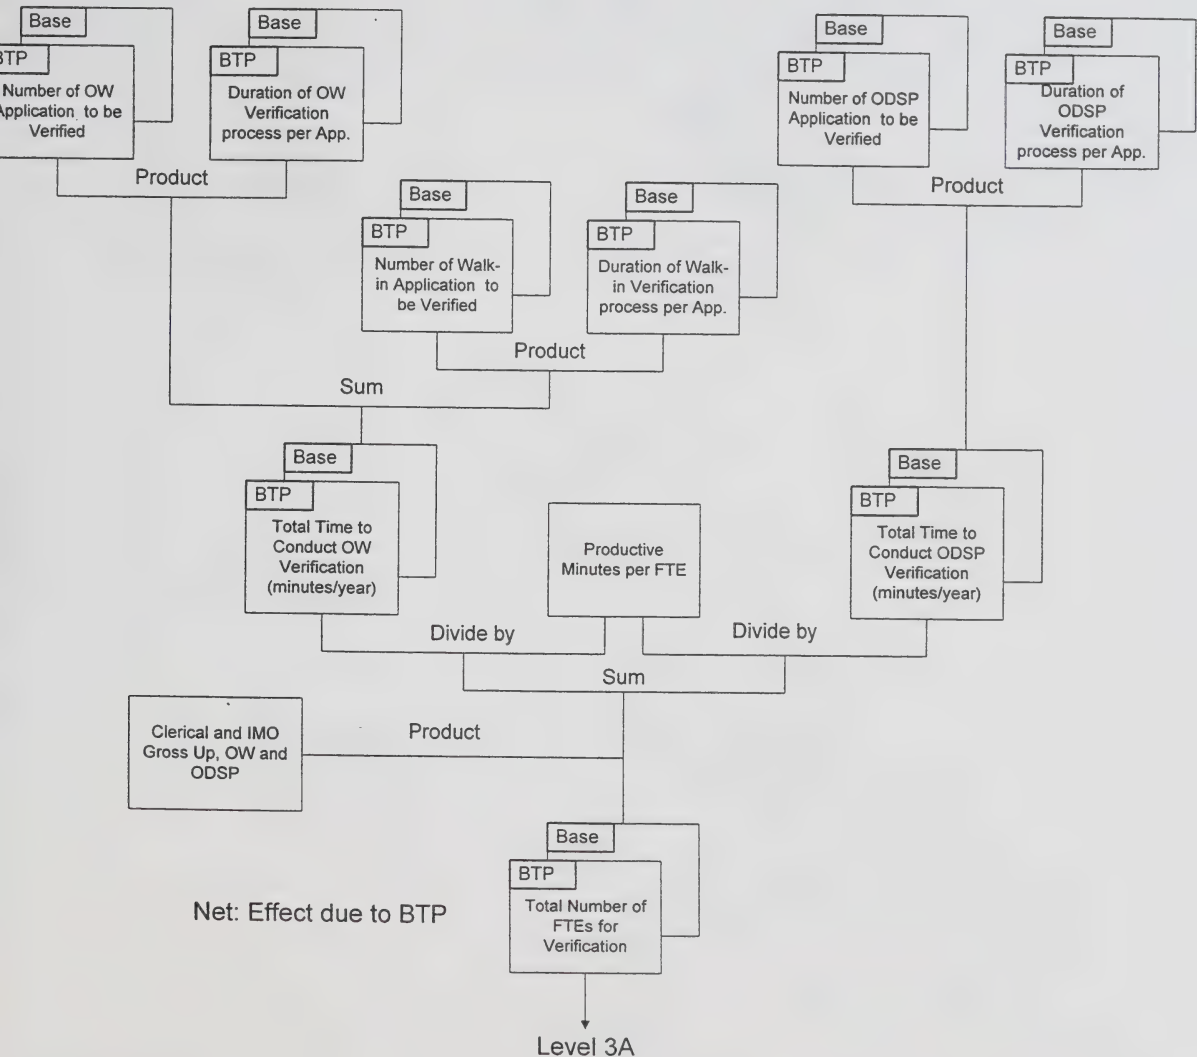 Base
BTP
Number of OW
Application to be
Verified
Base
BTP
Duration of OW
Verification
process per App.
Product
Base
BTP
Number of ODSP
Application to be
Verified
Base
BTP
Duration of
ODSP
Verification
process per App.
Product
Base
BTP
Number of Walk-
in Application to
be Verified
Base
BTP
Duration of Walk-
in Verification
process per App.
Product
Sum
Base
BTP
Total Time to
Conduct OW
Verification
(minutes/year)
Productive
Minutes per FTE
Base
BTP
Total Time to
Conduct ODSP
Verification
(minutes/year)
Divide by
Divide by
Sum
Clerical and IMO
Gross Up, OW and
ODSP
Product
Base
BTP
Total Number of
FTEs for
Verification
Net: Effect due to BTP
Level 3A